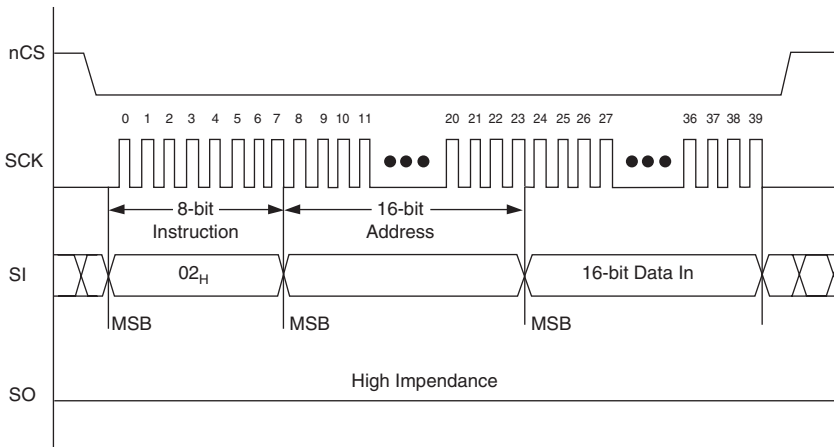 nCS
0 1 2 3 4 5 6 7 8 9 10 11 20 21 22 23 24 25 26 27 36 37 38 39
SCK
8-bit
Instruction
16-bit
Address
SI
02H
16-bit Data In
MSB
MSB
MSB
High Impendance
SO